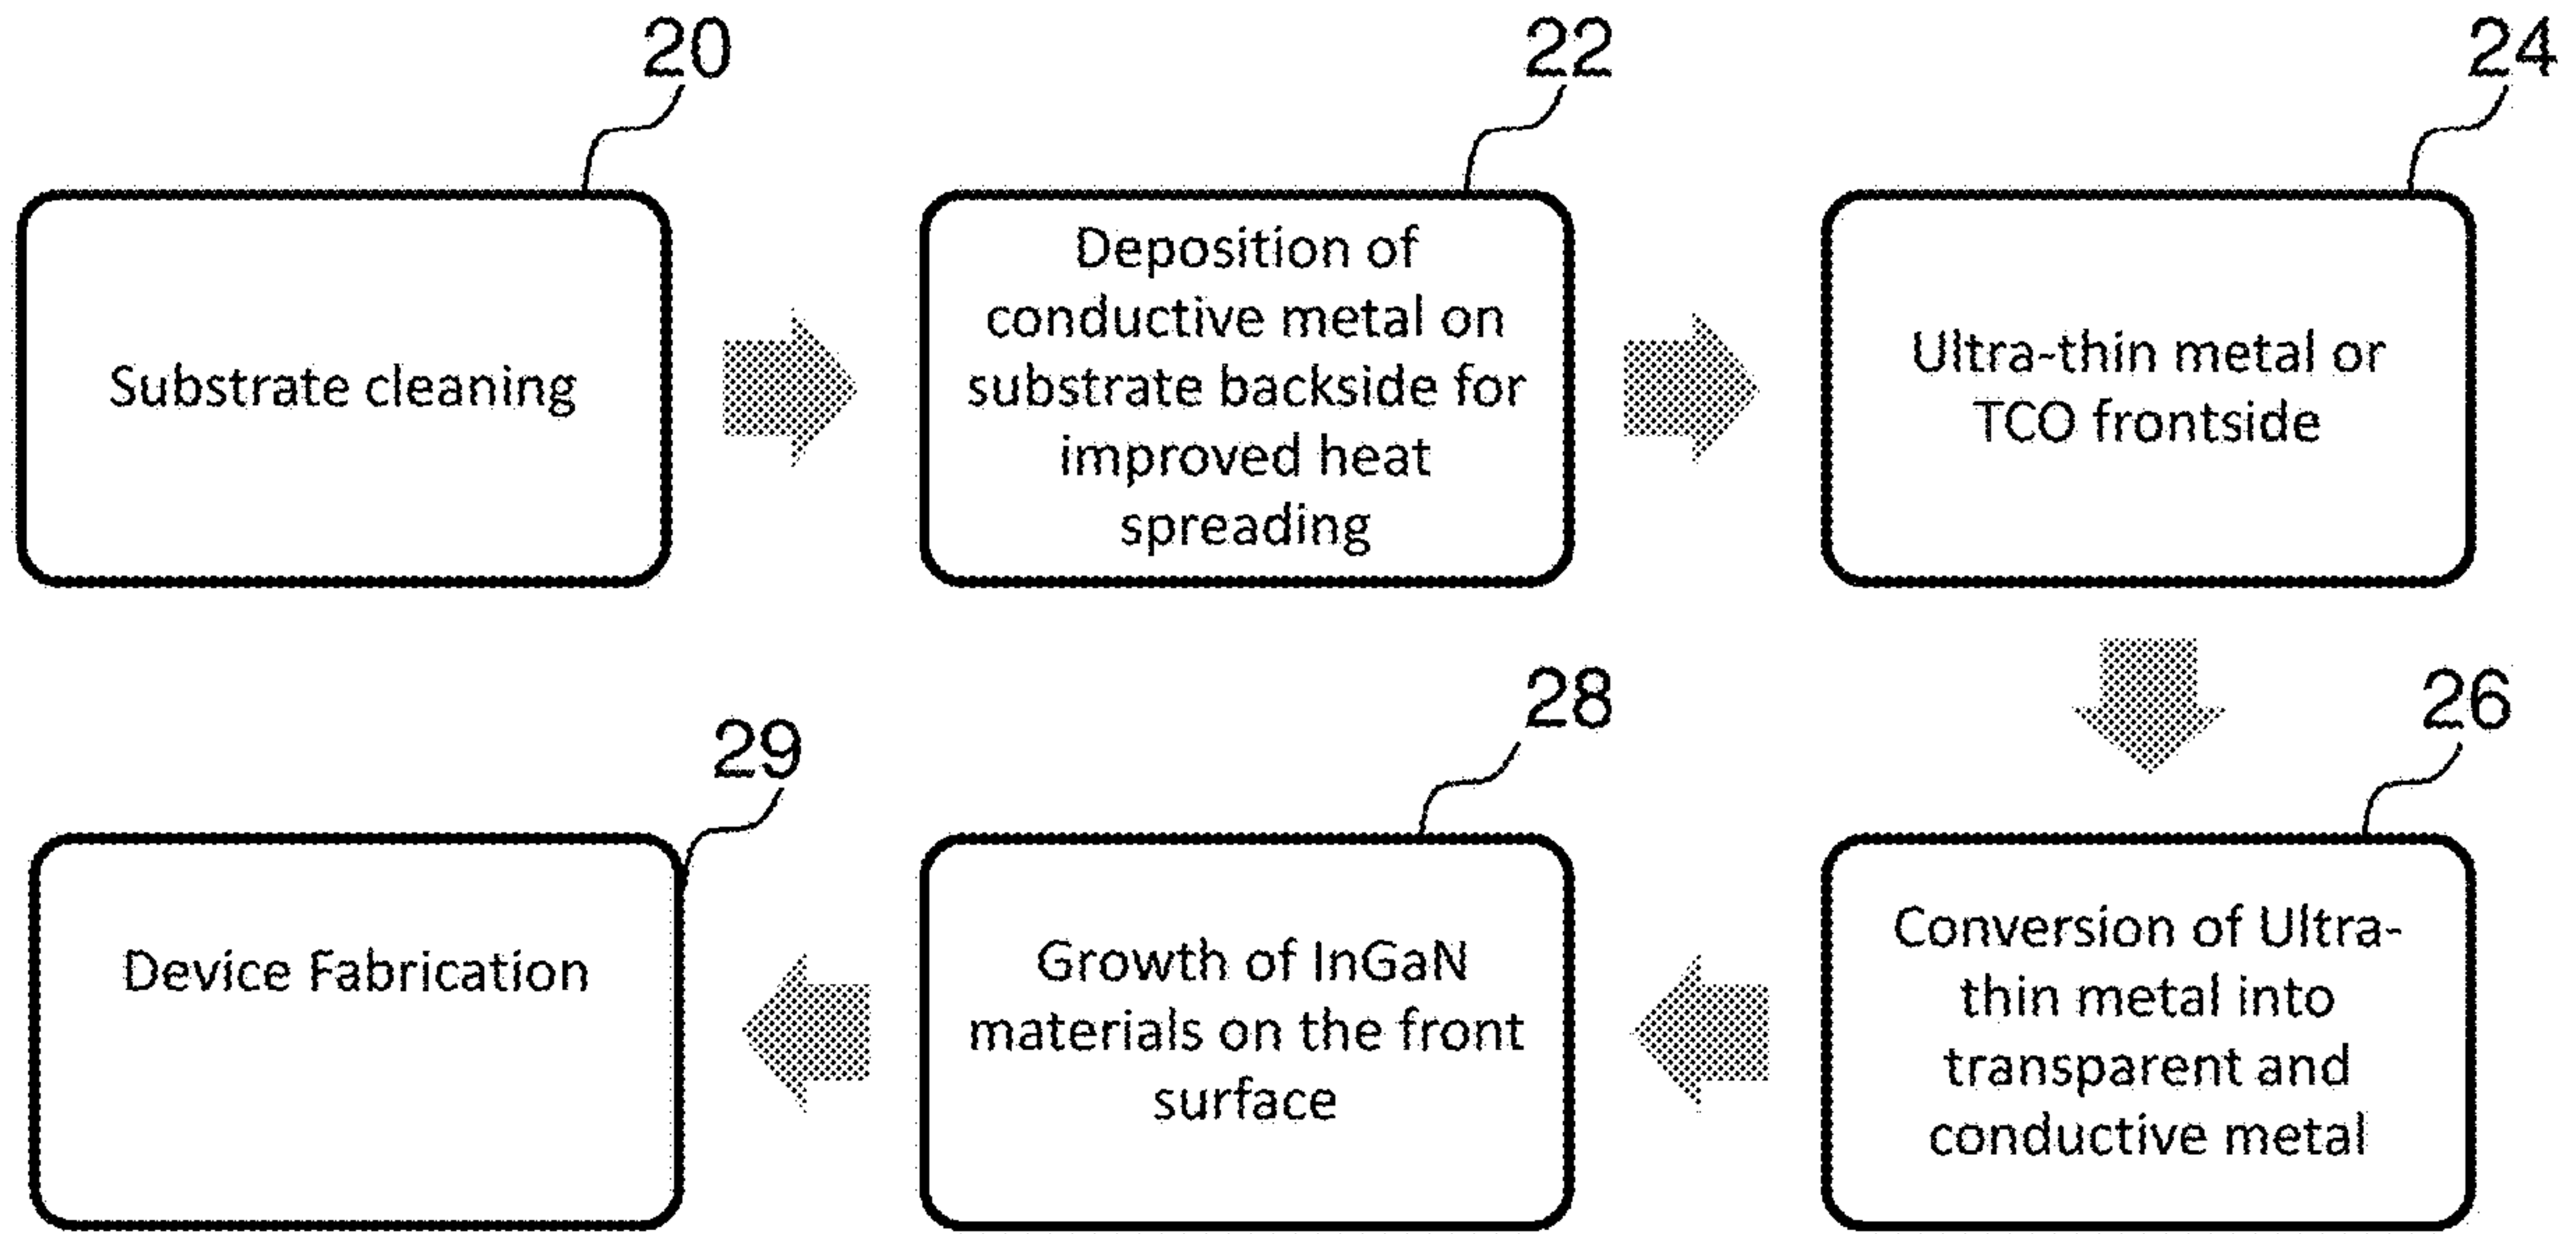 20
Substrate cleaning
22
Deposition of
conductive metal on
substrate backside for
improved heat
spreading
24
Ultra-thin metal or
TCO frontside
26
Conversion of Ultra-
thin metal into
transparent and
conductive metal
28
Growth of InGaN
materials on the front
surface
29
Device Fabrication